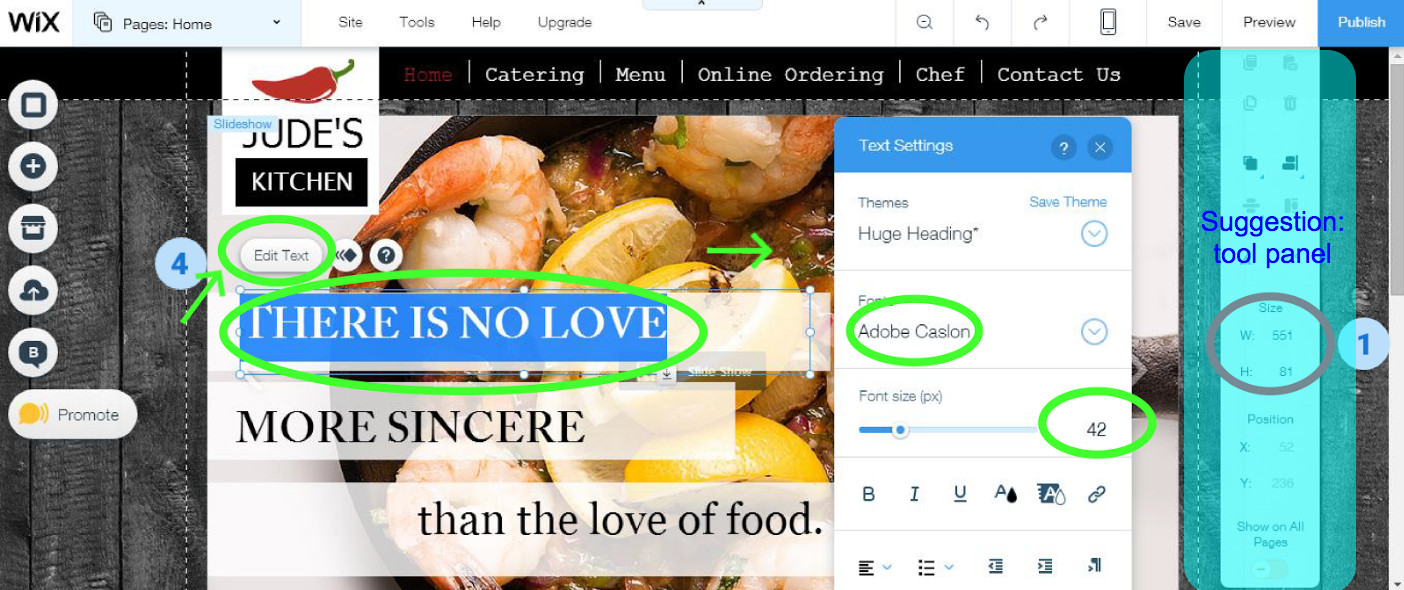 WiX Pages: Home Site Tools Help Upgrade Save Preview Publish
Home Catering Menu Online Ordering Chef Contact Us
Slideshow
JUDE'S
KITCHEN
Text Settings ?
Themes Save Theme
Huge Heading*
Suggestion:
tool panel
4 Edit Text ?
THERE IS NO LOVE
Slide Show
MORE SINCERE
than the love of food.
Adobe Caslon
Font size (px)
42
B I U A A
Size
W: 551
1
H: 81
Position
X: 52
Y: 236
Show on All
Pages
B
Promote